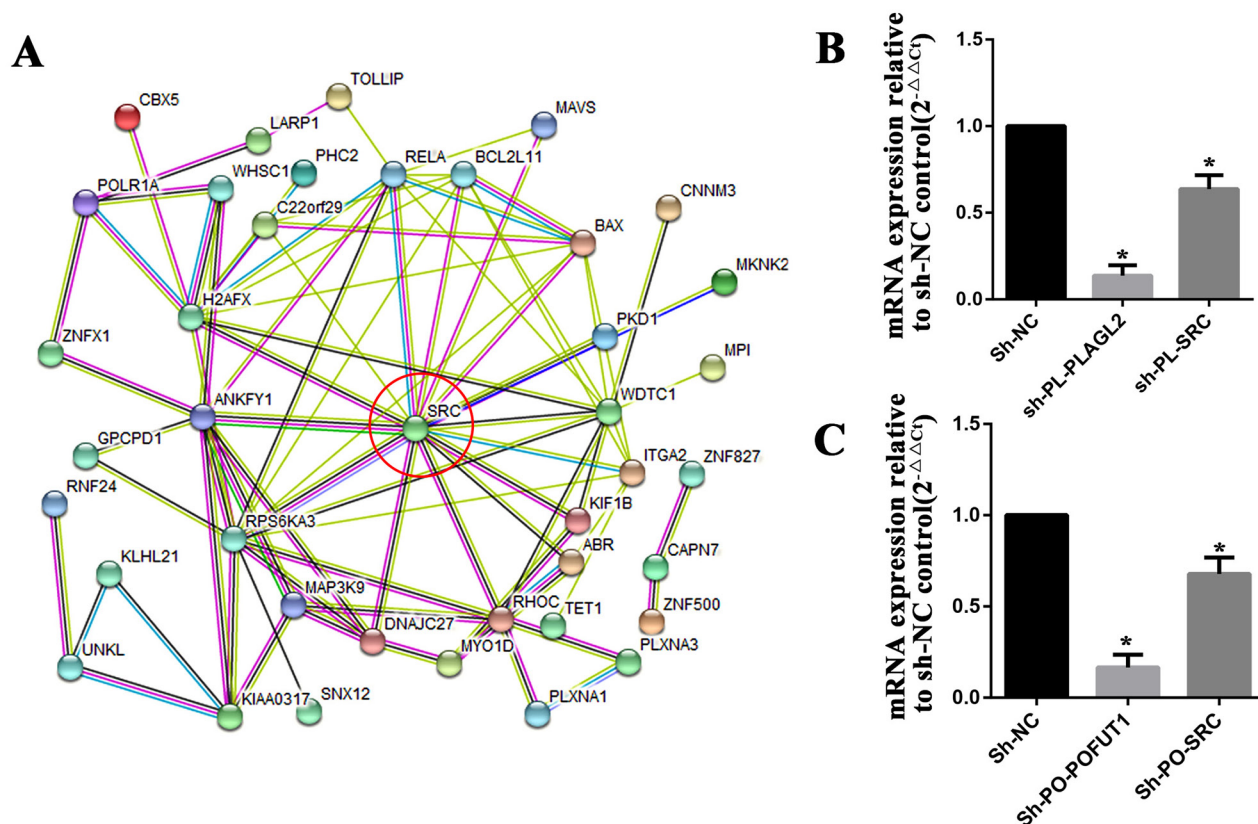 A
CBX5
TOLLIP
LARP1
MAVS
WHSC1
PHC2
RELA
BCL2L11
POLR1A
CNNM3
C22orf29
BAX
MKNK2
H2AFX
PKD1
ZNFX1
MPI
ANKFY1
SRC
WDTC1
GPCPD1
ITGA2
ZNF827
RNF24
KIF1B
RPS6KA3
ABR
CAPN7
KLHL21
MAP3K9
RHOC
TET1
ZNF500
DNAJC27
MYO1D
PLXNA3
UNKL
KIAA0317
SNX12
PLXNA1
B
mRNA expression relative
to sh-NC control(2-△△Ct)
1.5
1.0
0.5
0.0
*
*
Sh-NC
sh-PL-PLAGL2
sh-PL-SRC
C
mRNA expression relative
to sh-NC control(2-△△Ct)
1.5
1.0
0.5
0.0
*
*
Sh-NC
Sh-PO-POFUT1
Sh-PO-SRC